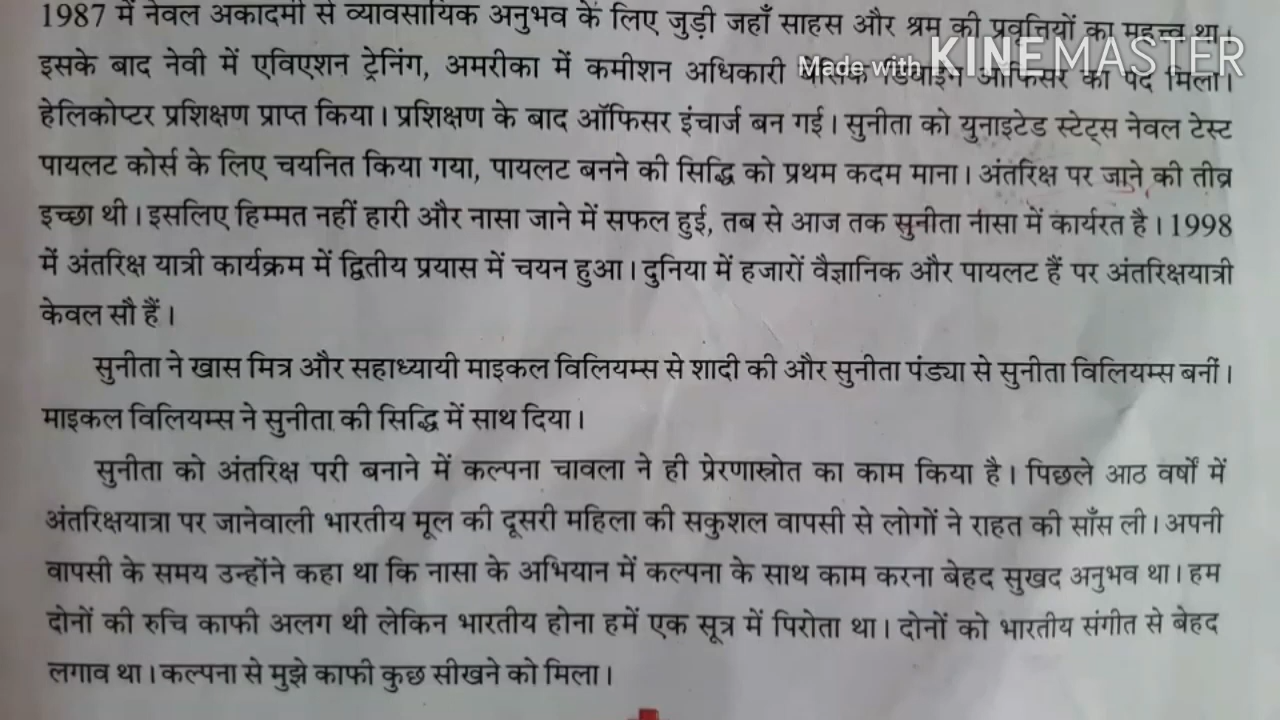 1987 में नेवल अकादमी से व्यावसायिक अनुभव के लिए जुड़ी जहाँ साहस और श्रम की प्रवृत्तियों का महत्त्व था।
Made with KINEMASTER
इसके बाद नेवी में एविएशन ट्रेनिंग, अमरीका में कमीशन अधिकारी ऑफिसर का पद मिला।
हेलिकोप्टर प्रशिक्षण प्राप्त किया। प्रशिक्षण के बाद ऑफिसर इंचार्ज बन गई। सुनीता को युनाइटेड स्टेट्स नेवल टेस्ट
पायलट कोर्स के लिए चयनित किया गया, पायलट बनने की सिद्धि को प्रथम कदम माना। अंतरिक्ष पर जाने की तीव्र
इच्छा थी। इसलिए हिम्मत नहीं हारी और नासा जाने में सफल हुई, तब से आज तक सुनीता नासा में कार्यरत है। 1998
में अंतरिक्ष यात्री कार्यक्रम में द्वितीय प्रयास में चयन हुआ। दुनिया में हजारों वैज्ञानिक और पायलट हैं पर अंतरिक्षयात्री
केवल सौ हैं।
सुनीता ने खास मित्र और सहाध्यायी माइकल विलियम्स से शादी की और सुनीता पंड्या से सुनीता विलियम्स बनीं।
माइकल विलियम्स ने सुनीता की सिद्धि में साथ दिया।
सुनीता को अंतरिक्ष परी बनाने में कल्पना चावला ने ही प्रेरणास्त्रोत का काम किया है। पिछले आठ वर्षों में
अंतरिक्षयात्रा पर जानेवाली भारतीय मूल की दूसरी महिला की सकुशल वापसी से लोगों ने राहत की साँस ली। अपनी
वापसी के समय उन्होंने कहा था कि नासा के अभियान में कल्पना के साथ काम करना बेहद सुखद अनुभव था। हम
दोनों की रुचि काफी अलग थी लेकिन भारतीय होना हमें एक सूत्र में पिरोता था। दोनों को भारतीय संगीत से बेहद
लगाव था। कल्पना से मुझे काफी कुछ सीखने को मिला।